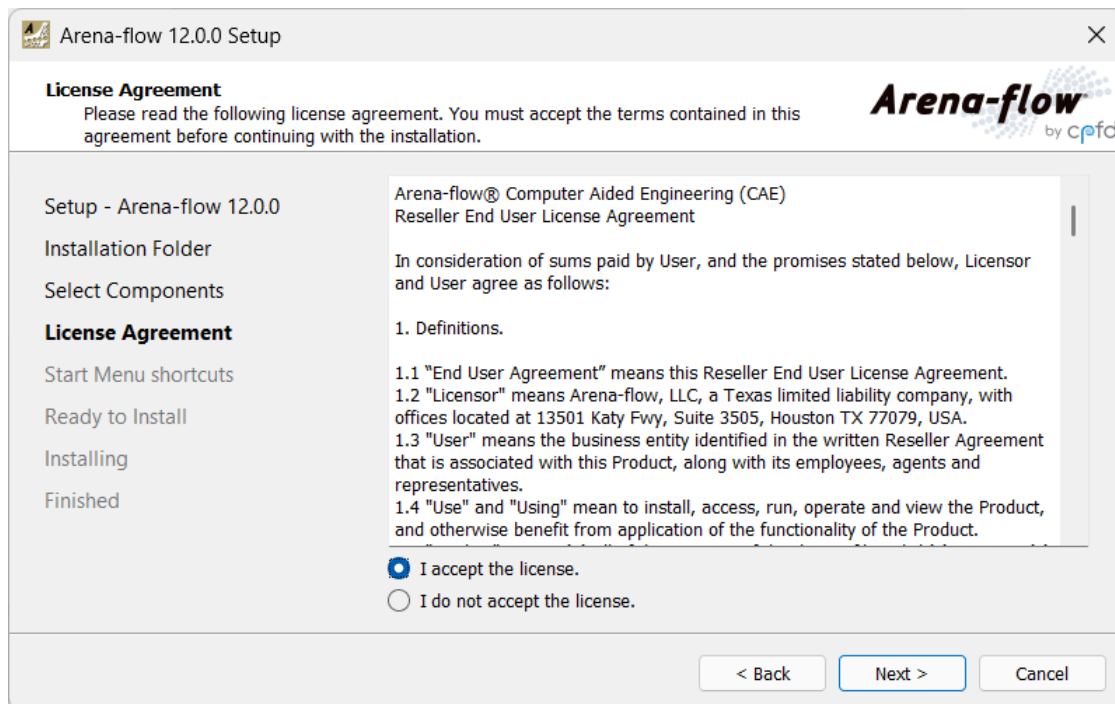 Arena-flow 12.0.0 Setup
License Agreement
Please read the following license agreement. You must accept the terms contained in this
agreement before continuing with the installation.
Arena-flow
by cpfd
Setup - Arena-flow 12.0.0
Installation Folder
Select Components
License Agreement
Start Menu shortcuts
Ready to Install
Installing
Finished
Arena-flow® Computer Aided Engineering (CAE)
Reseller End User License Agreement
In consideration of sums paid by User, and the promises stated below, Licensor
and User agree as follows:
1. Definitions.
1.1 “End User Agreement” means this Reseller End User License Agreement.
1.2 "Licensor" means Arena-flow, LLC, a Texas limited liability company, with
offices located at 13501 Katy Fwy, Suite 3505, Houston TX 77079, USA.
1.3 "User" means the business entity identified in the written Reseller Agreement
that is associated with this Product, along with its employees, agents and
representatives.
1.4 "Use" and "Using" mean to install, access, run, operate and view the Product,
and otherwise benefit from application of the functionality of the Product.
I accept the license.
I do not accept the license.
< Back
Next >
Cancel